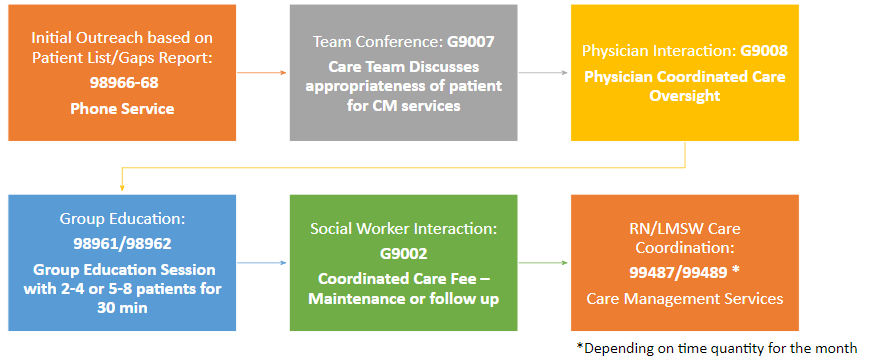 Initial Outreach based on
Patient List/Gaps Report:
98966-68
Phone Service
Team Conference: G9007
Care Team Discusses
appropriateness of patient
for CM services
Physician Interaction: G9008
Physician Coordinated Care
Oversight
Group Education:
98961/98962
Group Education Session
with 2-4 or 5-8 patients for
30 min
Social Worker Interaction:
G9002
Coordinated Care Fee –
Maintenance or follow up
RN/LMSW Care
Coordination:
99487/99489 *
Care Management Services
*Depending on time quantity for the month